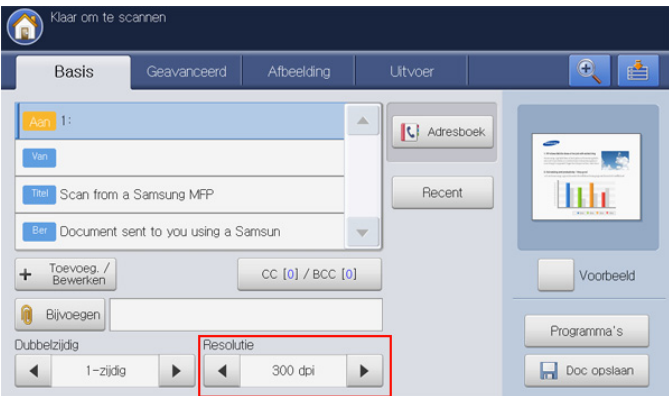 Klaar om te scannen
Basis
Geavanceerd
Afbeelding
Uitvoer
Aan 1:
Van
Titel Scan from a Samsung MFP
Ber Document sent to you using a Samsun
Adresboek
Recent
+ Toevoeg. /
Bewerken
CC [0] / BCC [0]
Bijvoegen
Dubbelzijdig
1-zijdig
Resolutie
300 dpi
Voorbeeld
Programma's
Doc opslaan